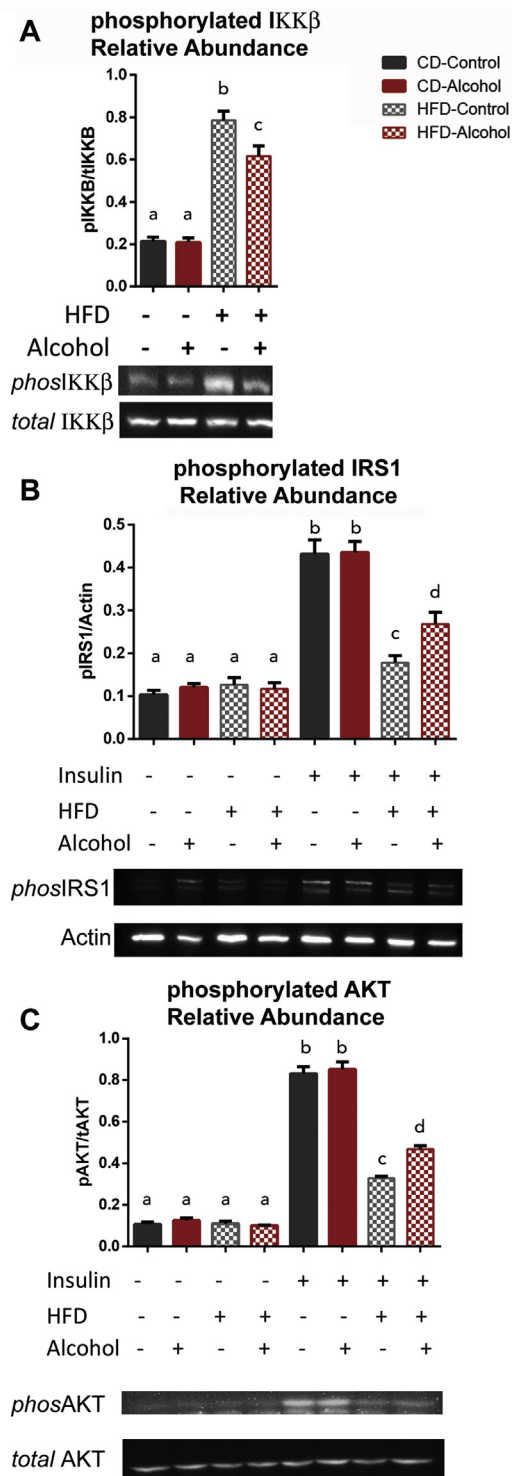 A
phosphorylated IKKβ
Relative Abundance
CD-Control
CD-Alcohol
HFD-Control
HFD-Alcohol
pIKKB/tIKKB
0.8
0.6
0.4
0.2
0.0
a a b c
HFD - - + +
Alcohol - + - +
phosIKKβ
total IKKβ
B
phosphorylated IRS1
Relative Abundance
pIRS1/Actin
0.5
0.4
0.3
0.2
0.1
0.0
a a a a b b c d
Insulin - - - - + + + +
HFD - - + + - - + +
Alcohol - + - + - + - +
phosIRS1
Actin
C
phosphorylated AKT
Relative Abundance
pAKT/tAKT
1.0
0.8
0.6
0.4
0.2
0.0
a a a a b b c d
Insulin - - - - + + + +
HFD - - + + - - + +
Alcohol - + - + - + - +
phosAKT
total AKT